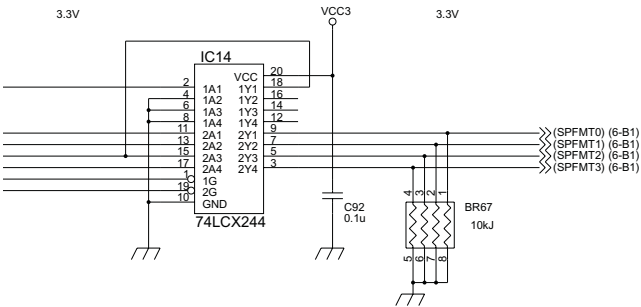 3.3V
VCC3
3.3V
IC14
VCC 20
2 1A1 1Y1 18
4 1A2 1Y2 16
6 1A3 1Y3 14
8 1A4 1Y4 12
11 2A1 2Y1 9 (SPFMT0) (6-B1)
13 2A2 2Y2 7 (SPFMT1) (6-B1)
15 2A3 2Y3 5 (SPFMT2) (6-B1)
17 2A4 2Y4 3 (SPFMT3) (6-B1)
1 1G
19 2G
10 GND
74LCX244
C92
0.1u
4 3 2 1
BR67
10kJ
5 6 7 8